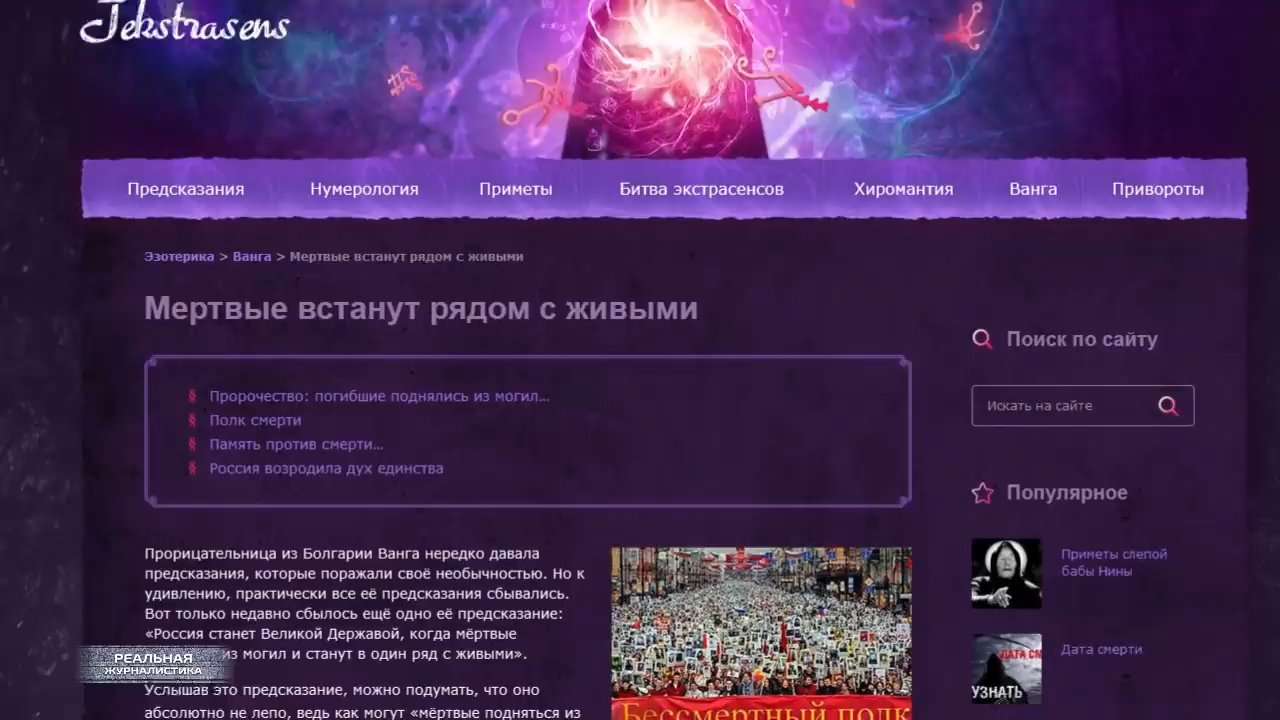 Jekstrasens
Предсказания
Нумерология
Приметы
Битва экстрасенсов
Хиромантия
Ванга
Привороты
Эзотерика > Ванга > Мертвые встанут рядом с живыми
Мертвые встанут рядом с живыми
Пророчество: погибшие поднялись из могил...
Полк смерти
Память против смерти...
Россия возродила дух единства
Прорицательница из Болгарии Ванга нередко давала
предсказания, которые поражали своё необычностью. Но к
удивлению, практически все её предсказания сбывались.
Вот только недавно сбылось ещё одно её предсказание:
«Россия станет Великой Державой, когда мёртвые
из могил и станут в один ряд с живыми».
Услышав это предсказание, можно подумать, что оно
абсолютно не лепо, ведь как могут «мёртвые подняться из
Бессмертный полк
Поиск по сайту
Искать на сайте
Популярное
Приметы слепой
бабы Нины
Дата смерти
ДАТА СМ
УЗНАТЬ
РЕАЛЬНАЯ
ЖУРНАЛИСТИКА